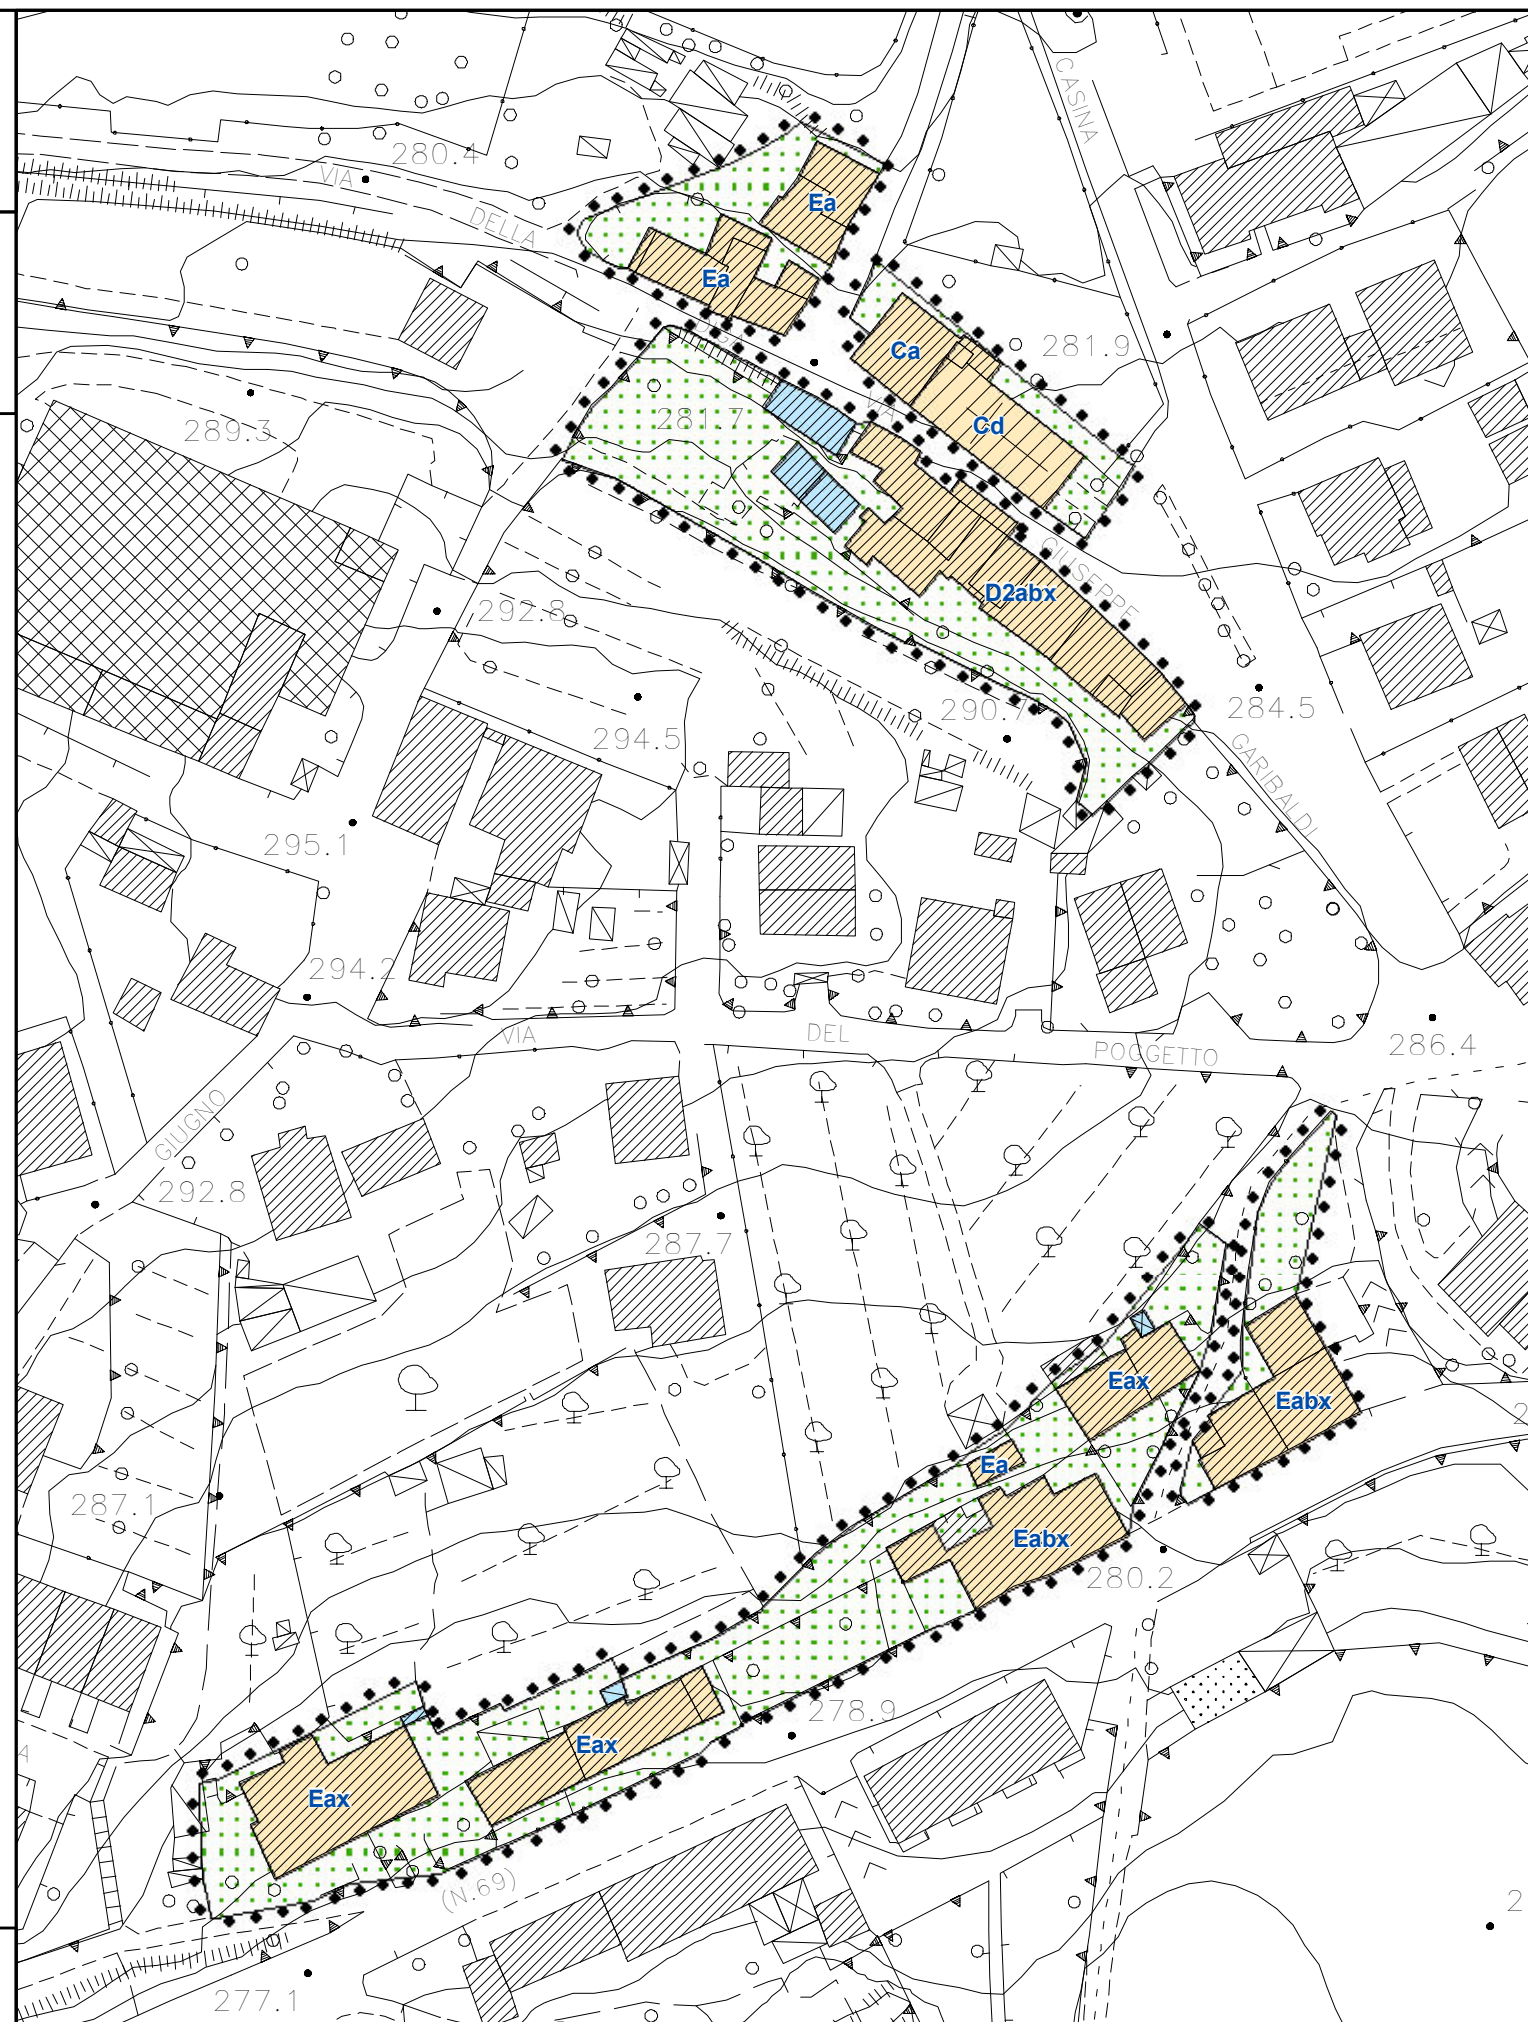 CASINA
280.4
VIA
DELLA
Ea
Ea
281.9
Ca
281.7
Cd
289.3
GIUSEPPE
D2abx
292.8
290.7
284.5
294.5
GARIBALDI
295.1
294.2
VIA
DEL
POGGETTO
286.4
GIUGNO
292.8
287.7
Eax
Eabx
Ea
287.1
Eabx
280.2
278.9
Eax
Eax
(N.69)
277.1